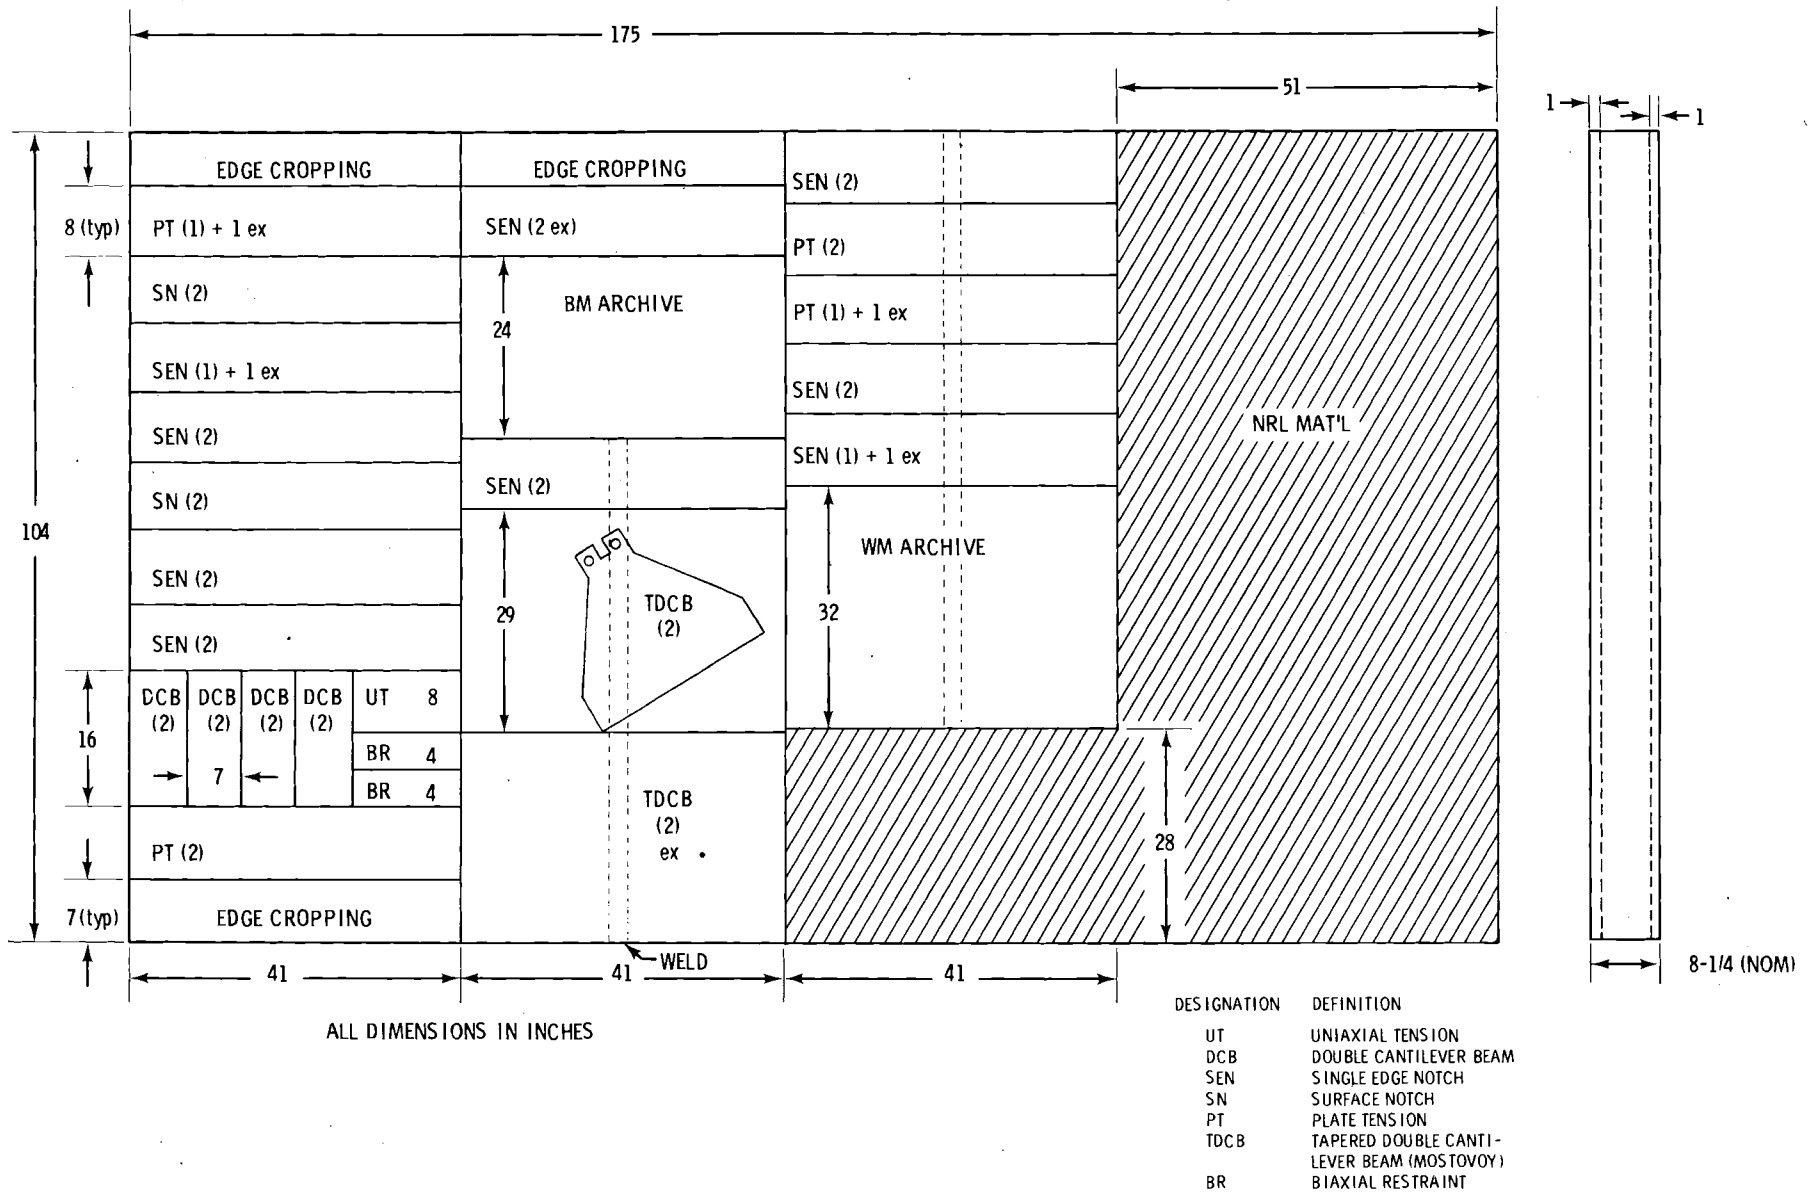 175
51
1
1
EDGE CROPPING
EDGE CROPPING
SEN (2)
8 (typ)
PT (1) + 1 ex
SEN (2 ex)
PT (2)
SN (2)
BM ARCHIVE
PT (1) + 1 ex
24
SEN (1) + 1 ex
SEN (2)
NRL MAT'L
SEN (2)
SEN (1) + 1 ex
SEN (2)
SN (2)
104
WM ARCHIVE
SEN (2)
29
TDCB
(2)
32
SEN (2)
DCB
(2)
DCB
(2)
DCB
(2)
DCB
(2)
UT 8
16
BR 4
7
BR 4
TDCB
(2)
ex
28
PT (2)
7 (typ)
EDGE CROPPING
WELD
41
41
41
8-1/4 (NOM)
ALL DIMENSIONS IN INCHES
DESIGNATION DEFINITION
UT UNIAXIAL TENSION
DCB DOUBLE CANTILEVER BEAM
SEN SINGLE EDGE NOTCH
SN SURFACE NOTCH
PT PLATE TENSION
TDCB TAPERED DOUBLE CANTI-
LEVER BEAM (MOSTOVOY)
BR BIAXIAL RESTRAINT